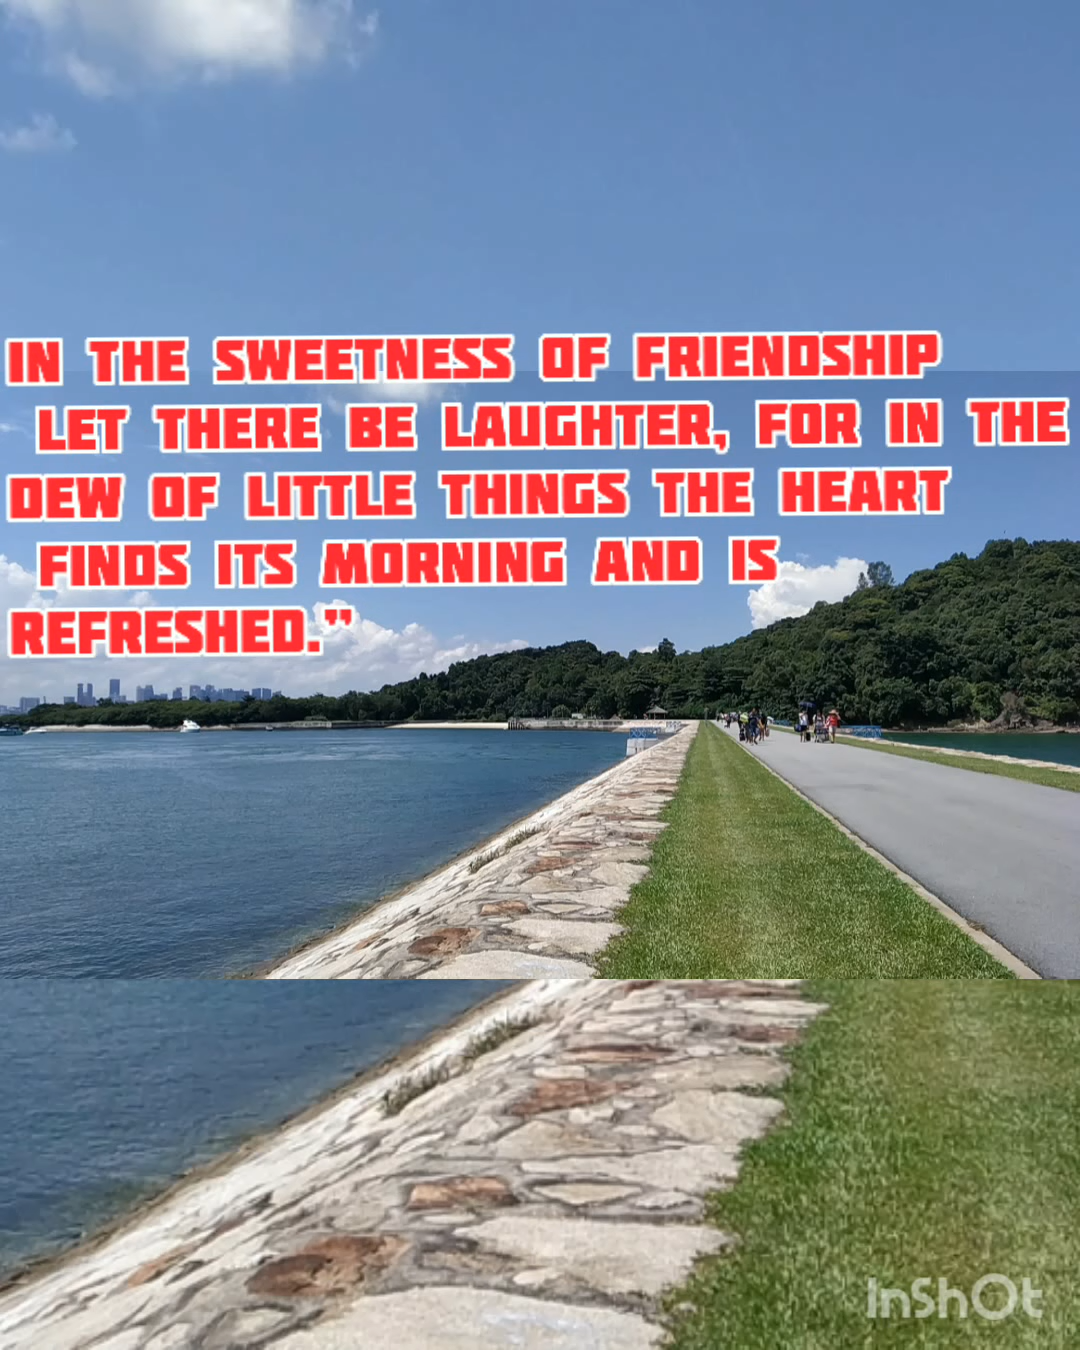 IN THE SWEETNESS OF FRIENDSHIP
LET THERE BE LAUGHTER, FOR IN THE
DEW OF LITTLE THINGS THE HEART
FINDS ITS MORNING AND IS
REFRESHED.”
InShOt